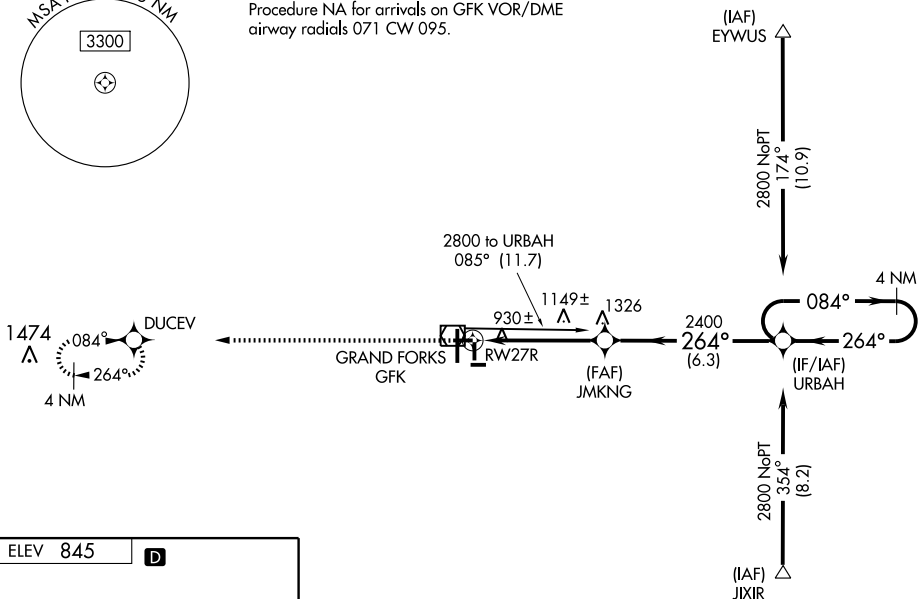 MSA
NM
3300
Procedure NA for arrivals on GFK VOR/DME
airway radials 071 CW 095.
(IAF)
EYWUS
2800 NoPT
174°
(10.9)
2800 to URBAH
085° (11.7)
4 NM
084°
1149±
1326
930±
2400
264°
(6.3)
264°
1474
084°
DUCEV
264°
4 NM
GRAND FORKS
GFK
RW27R
(FAF)
JMKNG
(IF/IAF)
URBAH
2800 NoPT
354°
(8.2)
ELEV 845
D
(IAF)
JIXIR